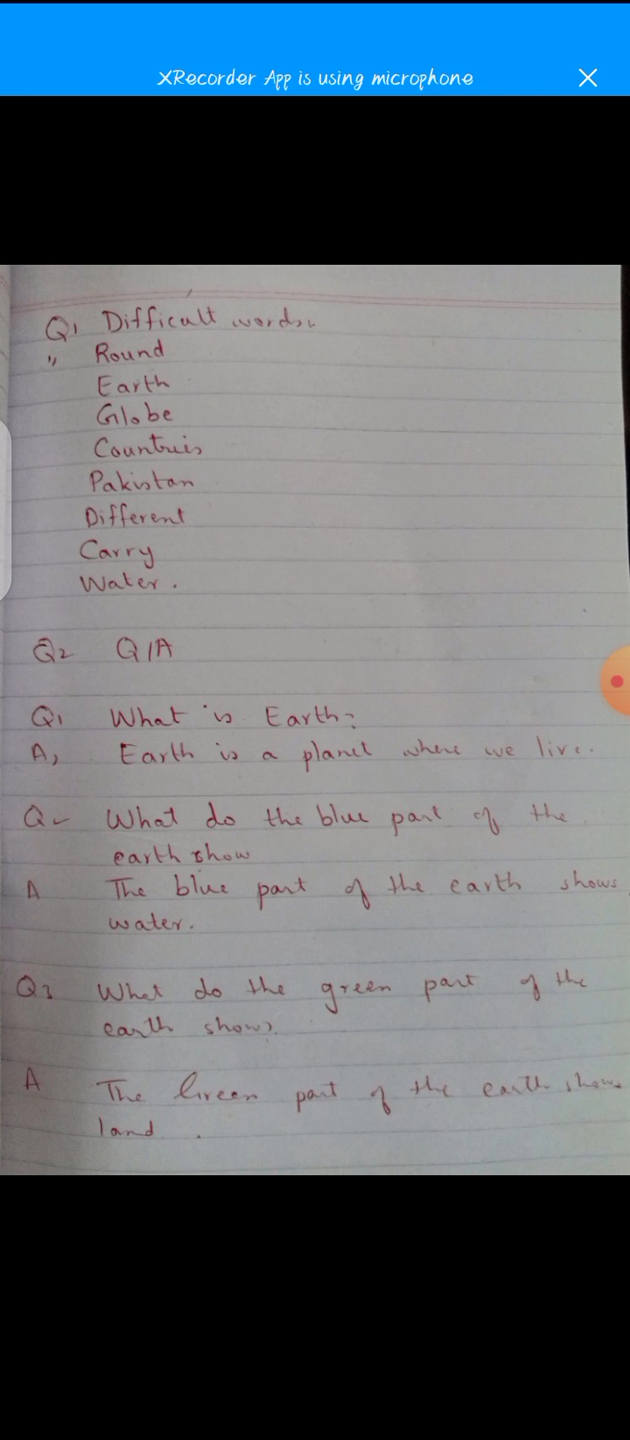 XRecorder App is using microphone
Q1 Difficult words.
" Round
Earth
Globe
Countries
Pakistan
Different
Carry
Water.
Q2 Q/A
Q1 What is Earth?
A, Earth is a planet where we live.
Q2 What do the blue part of the
earth show
A The blue part of the earth shows
water.
Q3 What do the green part of the
earth show?
A The Green part of the earth shows
land.